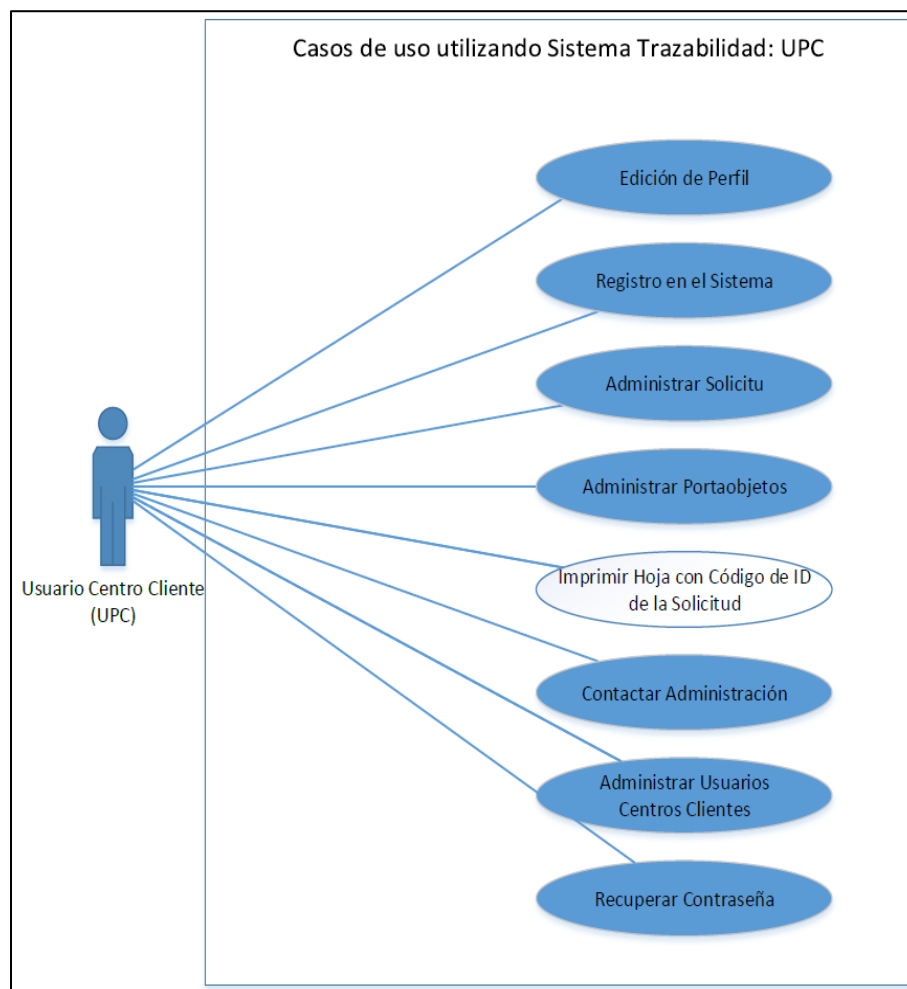 Casos de uso utilizando Sistema Trazabilidad: UPC
Edición de Perfil
Registro en el Sistema
Administrar Solicitu
Administrar Portaobjetos
Usuario Centro Cliente
(UPC)
Imprimir Hoja con Código de ID
de la Solicitud
Contactar Administración
Administrar Usuarios
Centros Clientes
Recuperar Contraseña